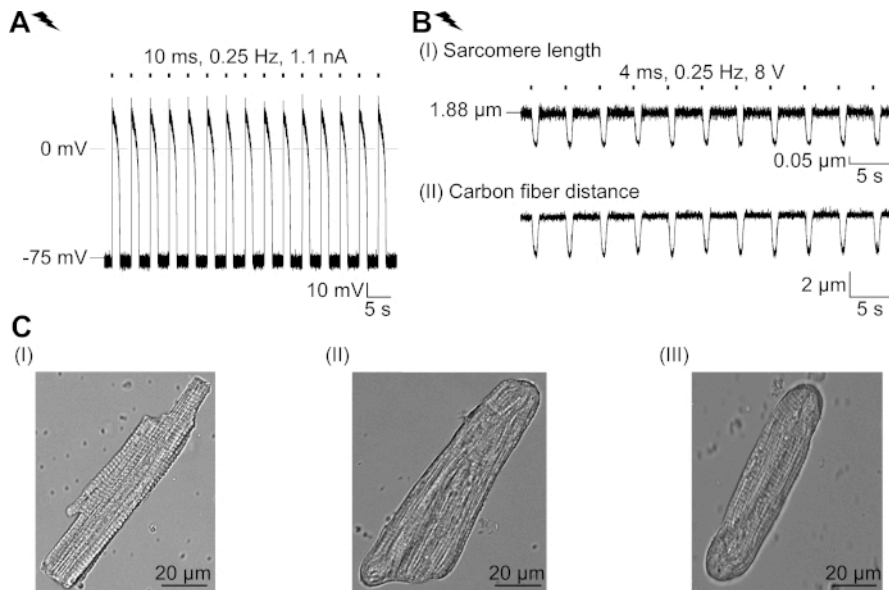 A
10 ms, 0.25 Hz, 1.1 nA
0 mV
-75 mV
10 mV
5 s
B
(I) Sarcomere length
4 ms, 0.25 Hz, 8 V
1.88 µm
0.05 µm
5 s
(II) Carbon fiber distance
2 µm
5 s
C
(I)
(II)
(III)
20 µm
20 µm
20 µm